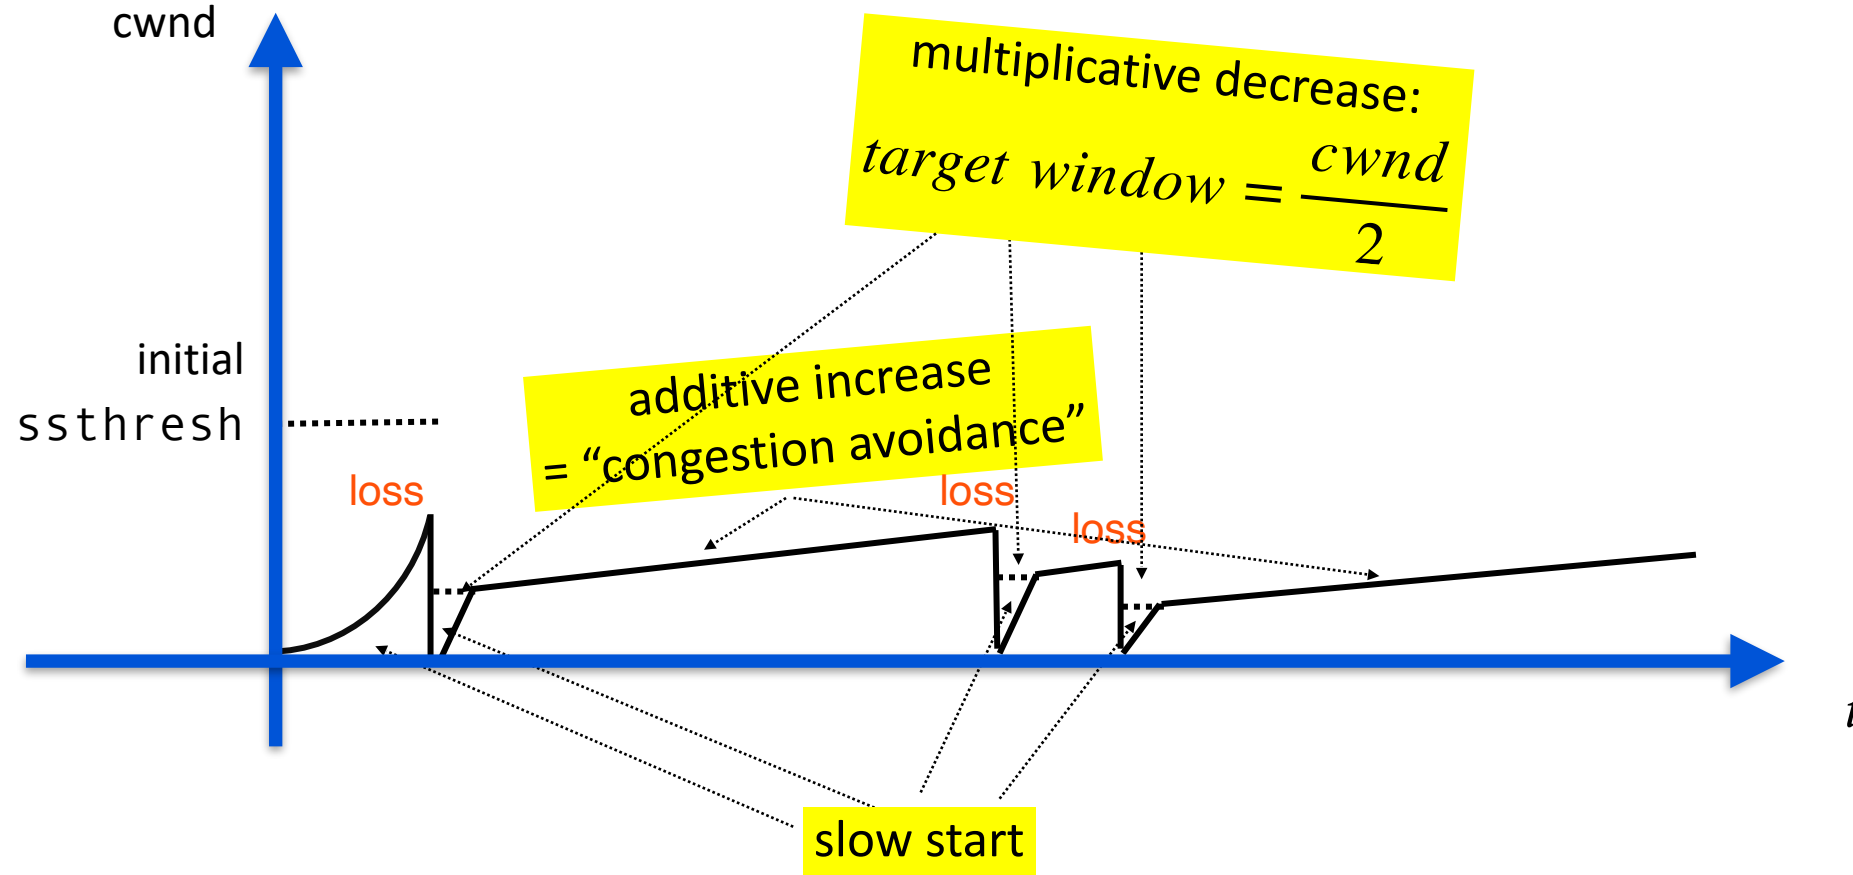 cwnd
multiplicative decrease:
target window = cwnd/2
initial
ssthresh
additive increase
= “congestion avoidance”
loss
loss
loss
t
slow start